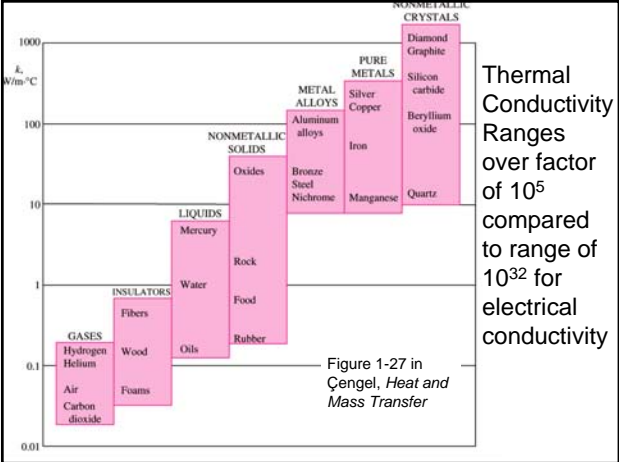 NONMETALLIC
CRYSTALS
1000
k,
W/m·°C
100
10
1
0.1
0.01
GASES
Hydrogen
Helium
Air
Carbon
dioxide
INSULATORS
Fibers
Wood
Foams
LIQUIDS
Mercury
Water
Oils
NONMETALLIC
SOLIDS
Oxides
Rock
Food
Rubber
METAL
ALLOYS
Aluminum
alloys
Bronze
Steel
Nichrome
PURE
METALS
Silver
Copper
Iron
Manganese
Diamond
Graphite
Silicon
carbide
Beryllium
oxide
Quartz
Figure 1-27 in
Çengel, Heat and
Mass Transfer
Thermal
Conductivity
Ranges
over factor
of 10⁵
compared
to range of
10³² for
electrical
conductivity